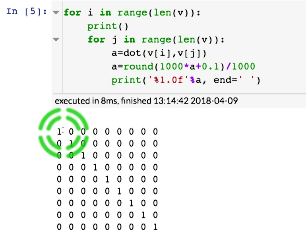 In [5]: for i in range(len(v)):
print()
for j in range(len(v)):
a=dot(v[i],v[j])
a=round(1000*a+0.1)/1000
print('%1.0f'%a, end=' ')
executed in 8ms, finished 13:14:42 2018-04-09
1 0 0 0 0 0 0 0 0
0 1 0 0 0 0 0 0 0
0 0 1 0 0 0 0 0 0
0 0 0 1 0 0 0 0 0
0 0 0 0 1 0 0 0 0
0 0 0 0 0 1 0 0 0
0 0 0 0 0 0 1 0 0
0 0 0 0 0 0 0 1 0
0 0 0 0 0 0 0 0 1